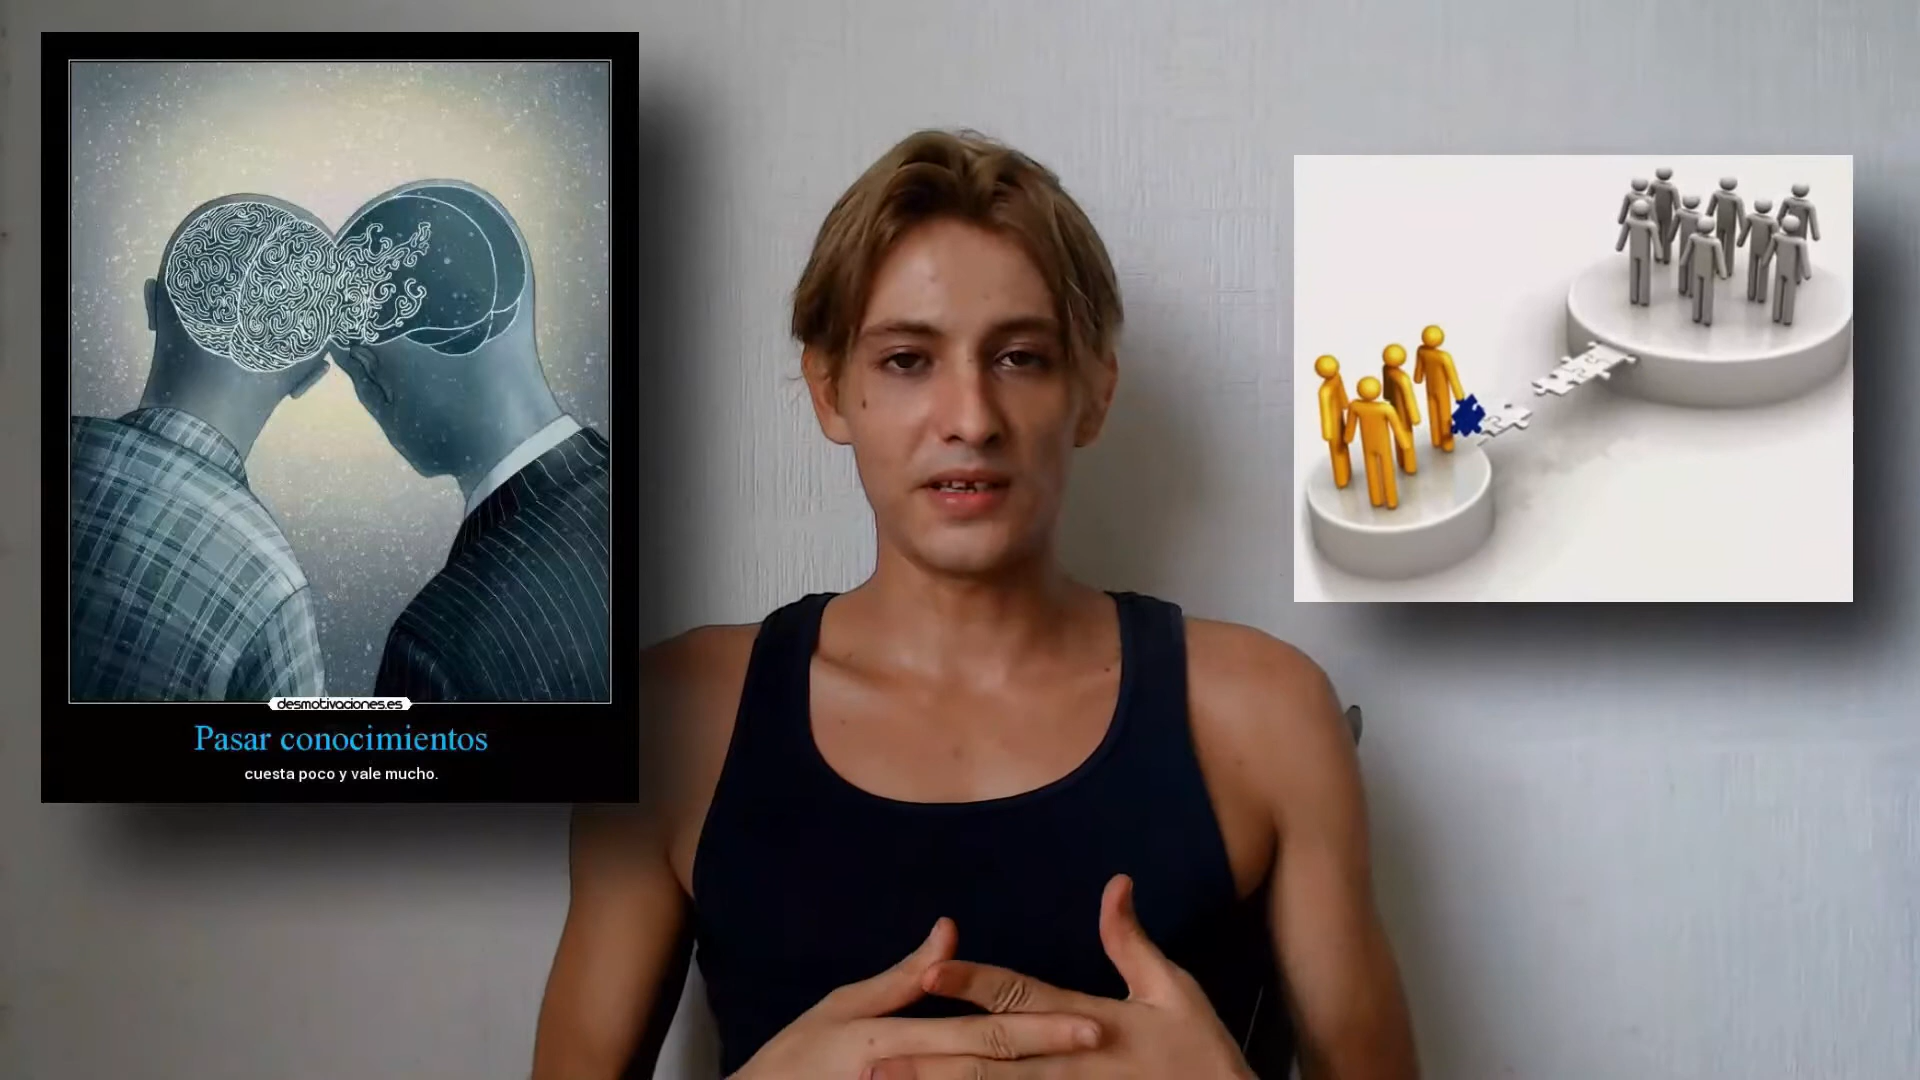 desmotivaciones.es
Pasar conocimientos
cuesta poco y vale mucho.